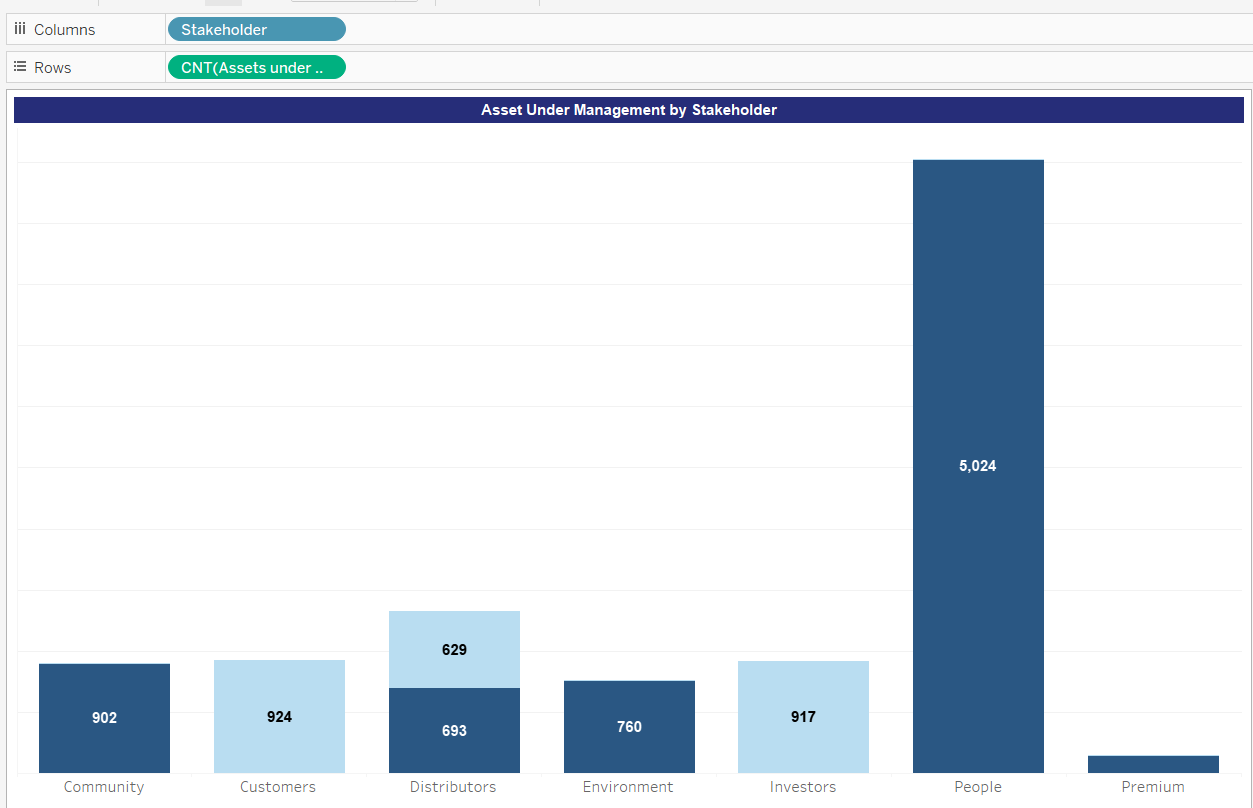 Columns
Stakeholder
Rows
CNT(Assets under ..
Asset Under Management by Stakeholder
5,024
629
902
924
693
760
917
Community
Customers
Distributors
Environment
Investors
People
Premium